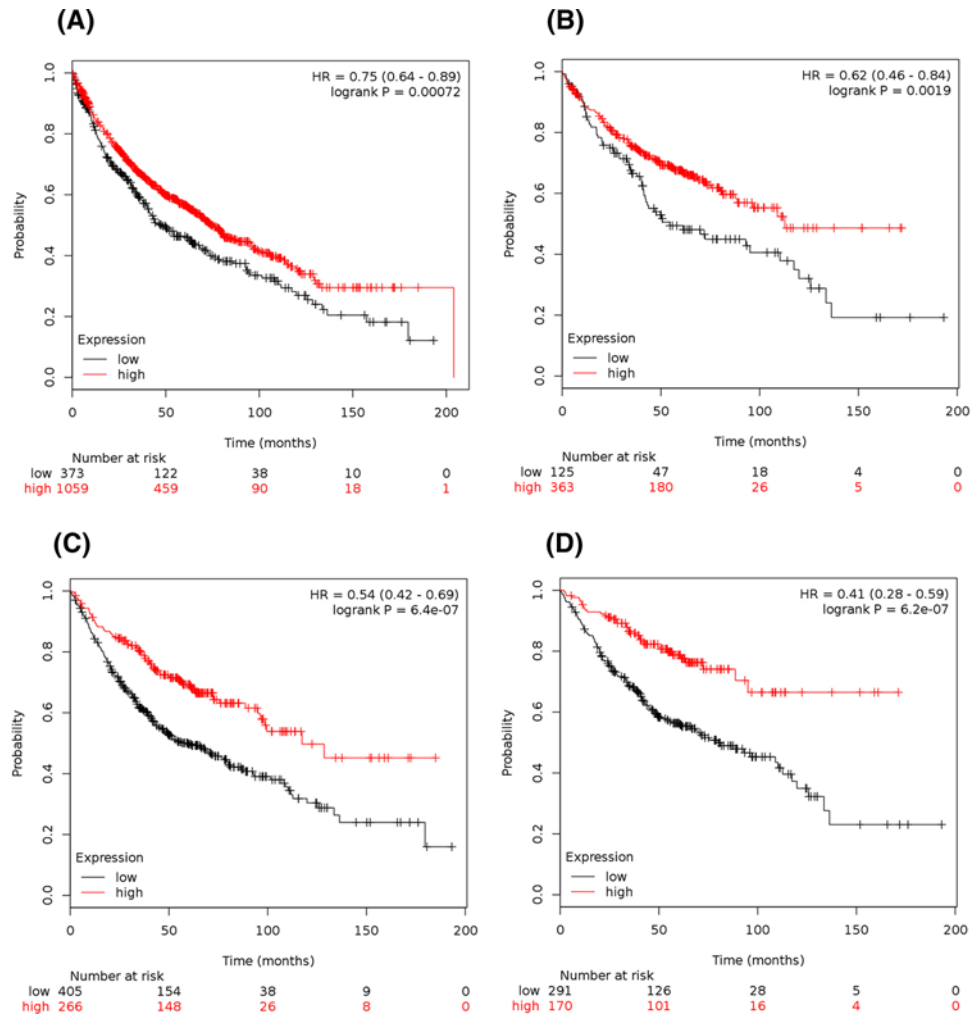 (A)
HR = 0.75 (0.64 - 0.89)
logrank P = 0.00072
Probability
1.0
0.8
0.6
0.4
0.2
0.0
Expression
low
high
0 50 100 150 200
Time (months)
Number at risk
low 373 122 38 10 0
high 1059 459 90 18 1
(B)
HR = 0.62 (0.46 - 0.84)
logrank P = 0.0019
Probability
1.0
0.8
0.6
0.4
0.2
0.0
Expression
low
high
0 50 100 150 200
Time (months)
Number at risk
low 125 47 18 4 0
high 363 180 26 5 0
(C)
HR = 0.54 (0.42 - 0.69)
logrank P = 6.4e-07
Probability
1.0
0.8
0.6
0.4
0.2
0.0
Expression
low
high
0 50 100 150 200
Time (months)
Number at risk
low 405 154 38 9 0
high 266 148 26 8 0
(D)
HR = 0.41 (0.28 - 0.59)
logrank P = 6.2e-07
Probability
1.0
0.8
0.6
0.4
0.2
0.0
Expression
low
high
0 50 100 150 200
Time (months)
Number at risk
low 291 126 28 5 0
high 170 101 16 4 0